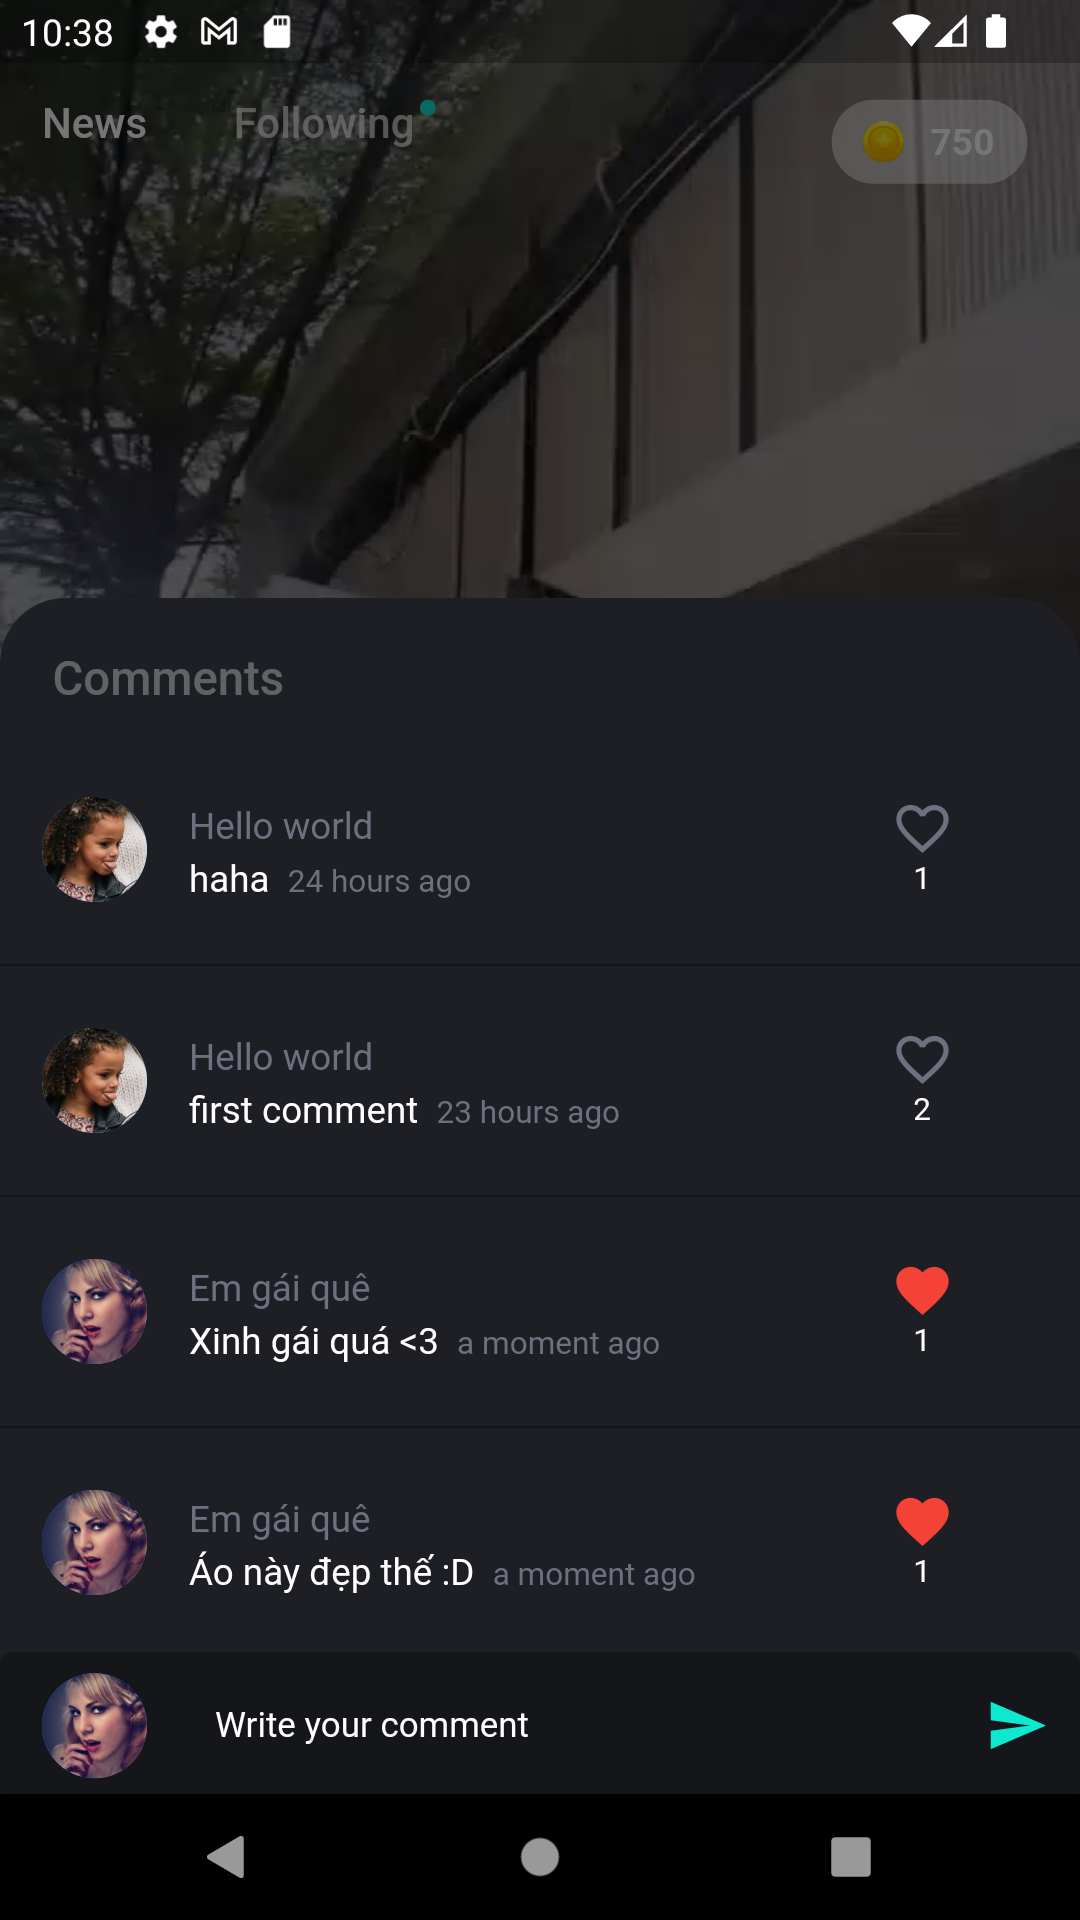 10:38
News Following 750
Comments
Hello world
haha 24 hours ago
1
Hello world
first comment 23 hours ago
2
Em gái quê
Xinh gái quá <3 a moment ago
1
Em gái quê
Áo này đẹp thế :D a moment ago
1
Write your comment